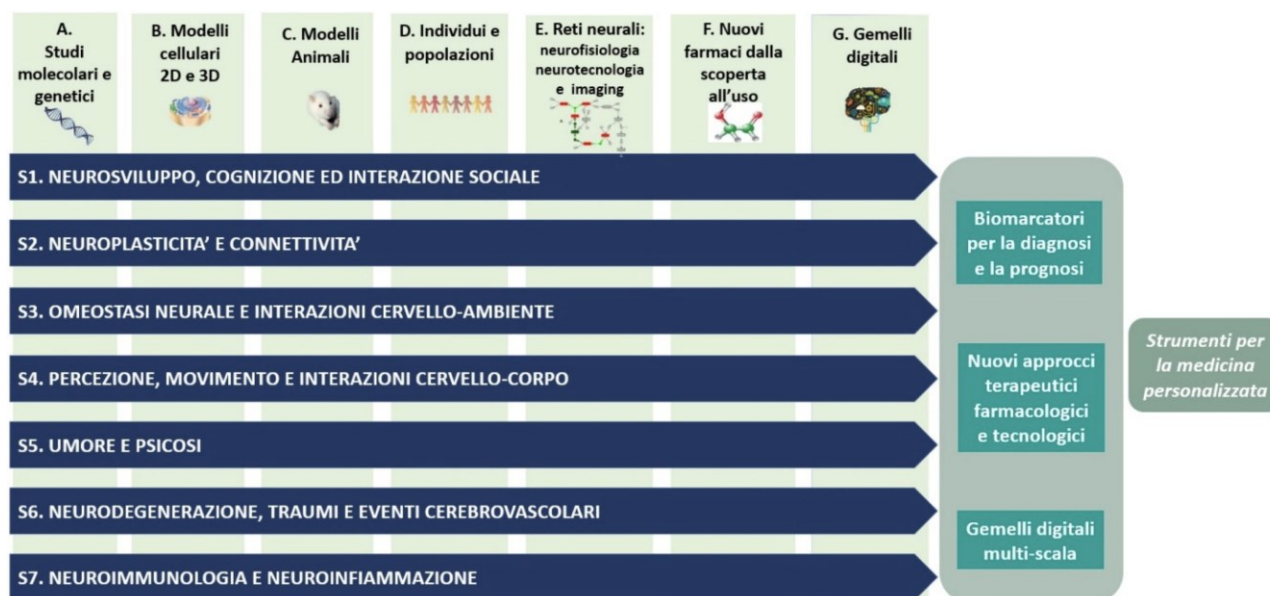 A.
Studi
molecolari e
genetici
B. Modelli
cellulari
2D e 3D
C. Modelli
Animali
D. Individui e
popolazioni
E. Reti neurali:
neurofisiologia
neurotecnologia
e imaging
F. Nuovi
farmaci dalla
scoperta
all'uso
G. Gemelli
digitali
S1. NEUROSVILUPPO, COGNIZIONE ED INTERAZIONE SOCIALE
S2. NEUROPLASTICITA' E CONNETTIVITA'
S3. OMEOSTASI NEURALE E INTERAZIONI CERVELLO-AMBIENTE
S4. PERCEZIONE, MOVIMENTO E INTERAZIONI CERVELLO-CORPO
S5. UMORE E PSICOSI
S6. NEURODEGENERAZIONE, TRAUMI E EVENTI CEREBROVASCOLARI
S7. NEUROIMMUNOLOGIA E NEUROINFIAMMAZIONE
Biomarcatori
per la diagnosi
e la prognosi
Nuovi approcci
terapeutici
farmacologici
e tecnologici
Gemelli digitali
multi-scala
Strumenti per
la medicina
personalizzata